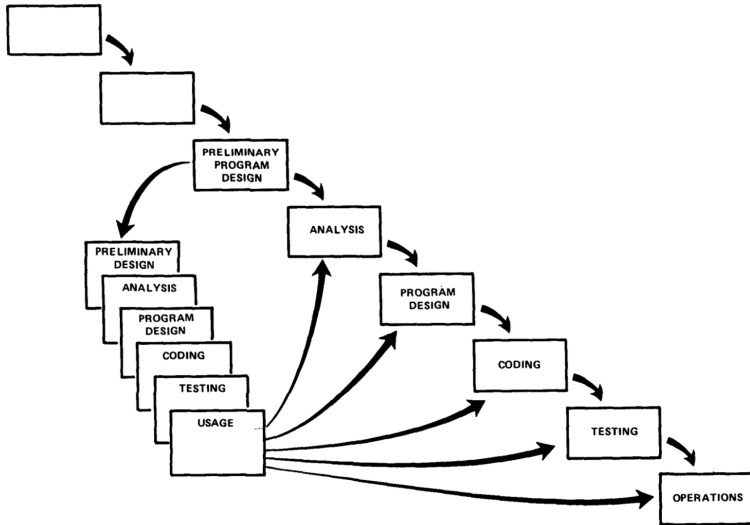 PRELIMINARY
PROGRAM
DESIGN
ANALYSIS
PROGRAM
DESIGN
CODING
TESTING
OPERATIONS
PRELIMINARY
DESIGN
ANALYSIS
PROGRAM
DESIGN
CODING
TESTING
USAGE